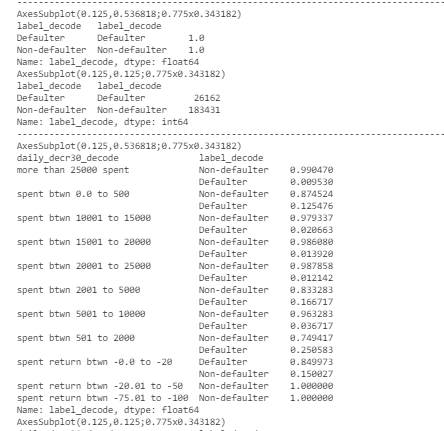 --------------------------------------------------------------------------------
AxesSubplot(0.125,0.536818;0.775x0.343182)
label_decode   label_decode
Defaulter      Defaulter      1.0
Non-defaulter  Non-defaulter  1.0
Name: label_decode, dtype: float64
AxesSubplot(0.125,0.125;0.775x0.343182)
label_decode   label_decode
Defaulter      Defaulter       26162
Non-defaulter  Non-defaulter  183431
Name: label_decode, dtype: int64
--------------------------------------------------------------------------------
AxesSubplot(0.125,0.536818;0.775x0.343182)
daily_decr30_decode              label_decode
more than 25000 spent            Non-defaulter    0.990470
Defaulter        0.009530
spent btwn 0.0 to 500            Non-defaulter    0.874524
Defaulter        0.125476
spent btwn 10001 to 15000        Non-defaulter    0.979337
Defaulter        0.020663
spent btwn 15001 to 20000        Non-defaulter    0.986080
Defaulter        0.013920
spent btwn 20001 to 25000        Non-defaulter    0.987858
Defaulter        0.012142
spent btwn 2001 to 5000          Non-defaulter    0.833283
Defaulter        0.166717
spent btwn 5001 to 10000         Non-defaulter    0.963283
Defaulter        0.036717
spent btwn 501 to 2000           Non-defaulter    0.749417
Defaulter        0.250583
spent return btwn -0.0 to -20    Defaulter        0.849973
Non-defaulter    0.150027
spent return btwn -20.01 to -50  Non-defaulter    1.000000
spent return btwn -75.01 to -100  Non-defaulter    1.000000
Name: label_decode, dtype: float64
AxesSubplot(0.125,0.125;0.775x0.343182)